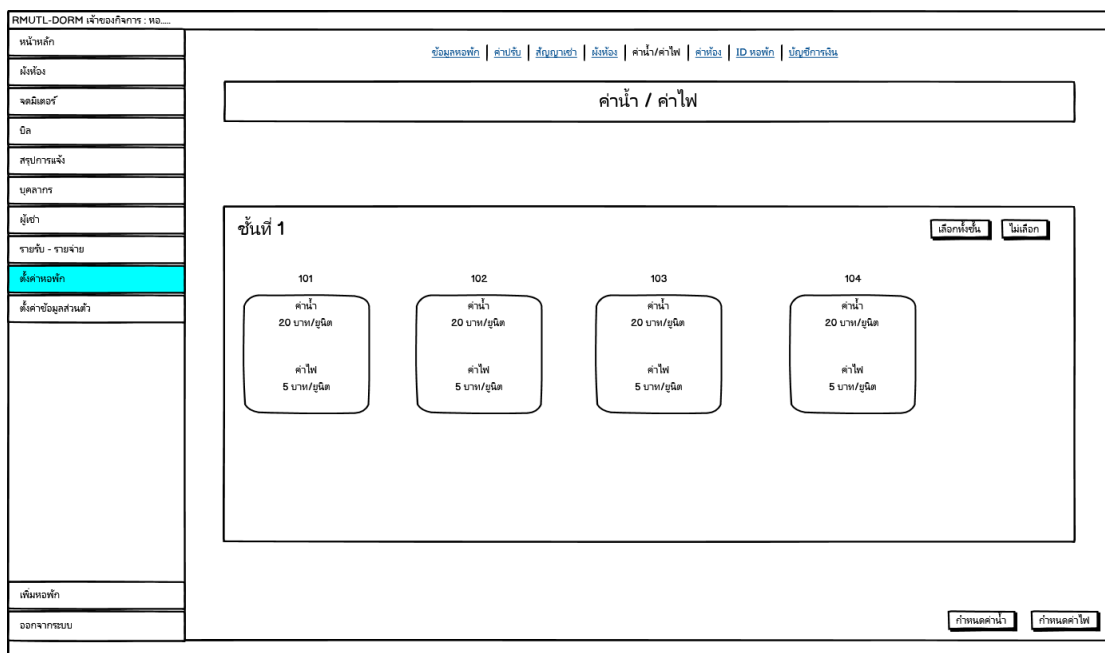 RMUTL-DORM เจ้าของกิจการ : หอ.....
หน้าหลัก
ผังห้อง
จดมิเตอร์
บิล
สรุปการแจ้ง
บุคลากร
ผู้เช่า
รายรับ - รายจ่าย
ตั้งค่าหอพัก
ตั้งค่าข้อมูลส่วนตัว
เพิ่มหอพัก
ออกจากระบบ
ข้อมูลหอพัก | ค่าปรับ | สัญญาเช่า | ผังห้อง | ค่าน้ำ/ค่าไฟ | ค่าห้อง | ID หอพัก | บัญชีการเงิน
ค่าน้ำ / ค่าไฟ
ชั้นที่ 1 เลือกทั้งชั้น ไม่เลือก
101 102 103 104
ค่าน้ำ ค่าน้ำ ค่าน้ำ ค่าน้ำ
20 บาท/ยูนิต 20 บาท/ยูนิต 20 บาท/ยูนิต 20 บาท/ยูนิต
ค่าไฟ ค่าไฟ ค่าไฟ ค่าไฟ
5 บาท/ยูนิต 5 บาท/ยูนิต 5 บาท/ยูนิต 5 บาท/ยูนิต
กำหนดค่าน้ำ กำหนดค่าไฟ